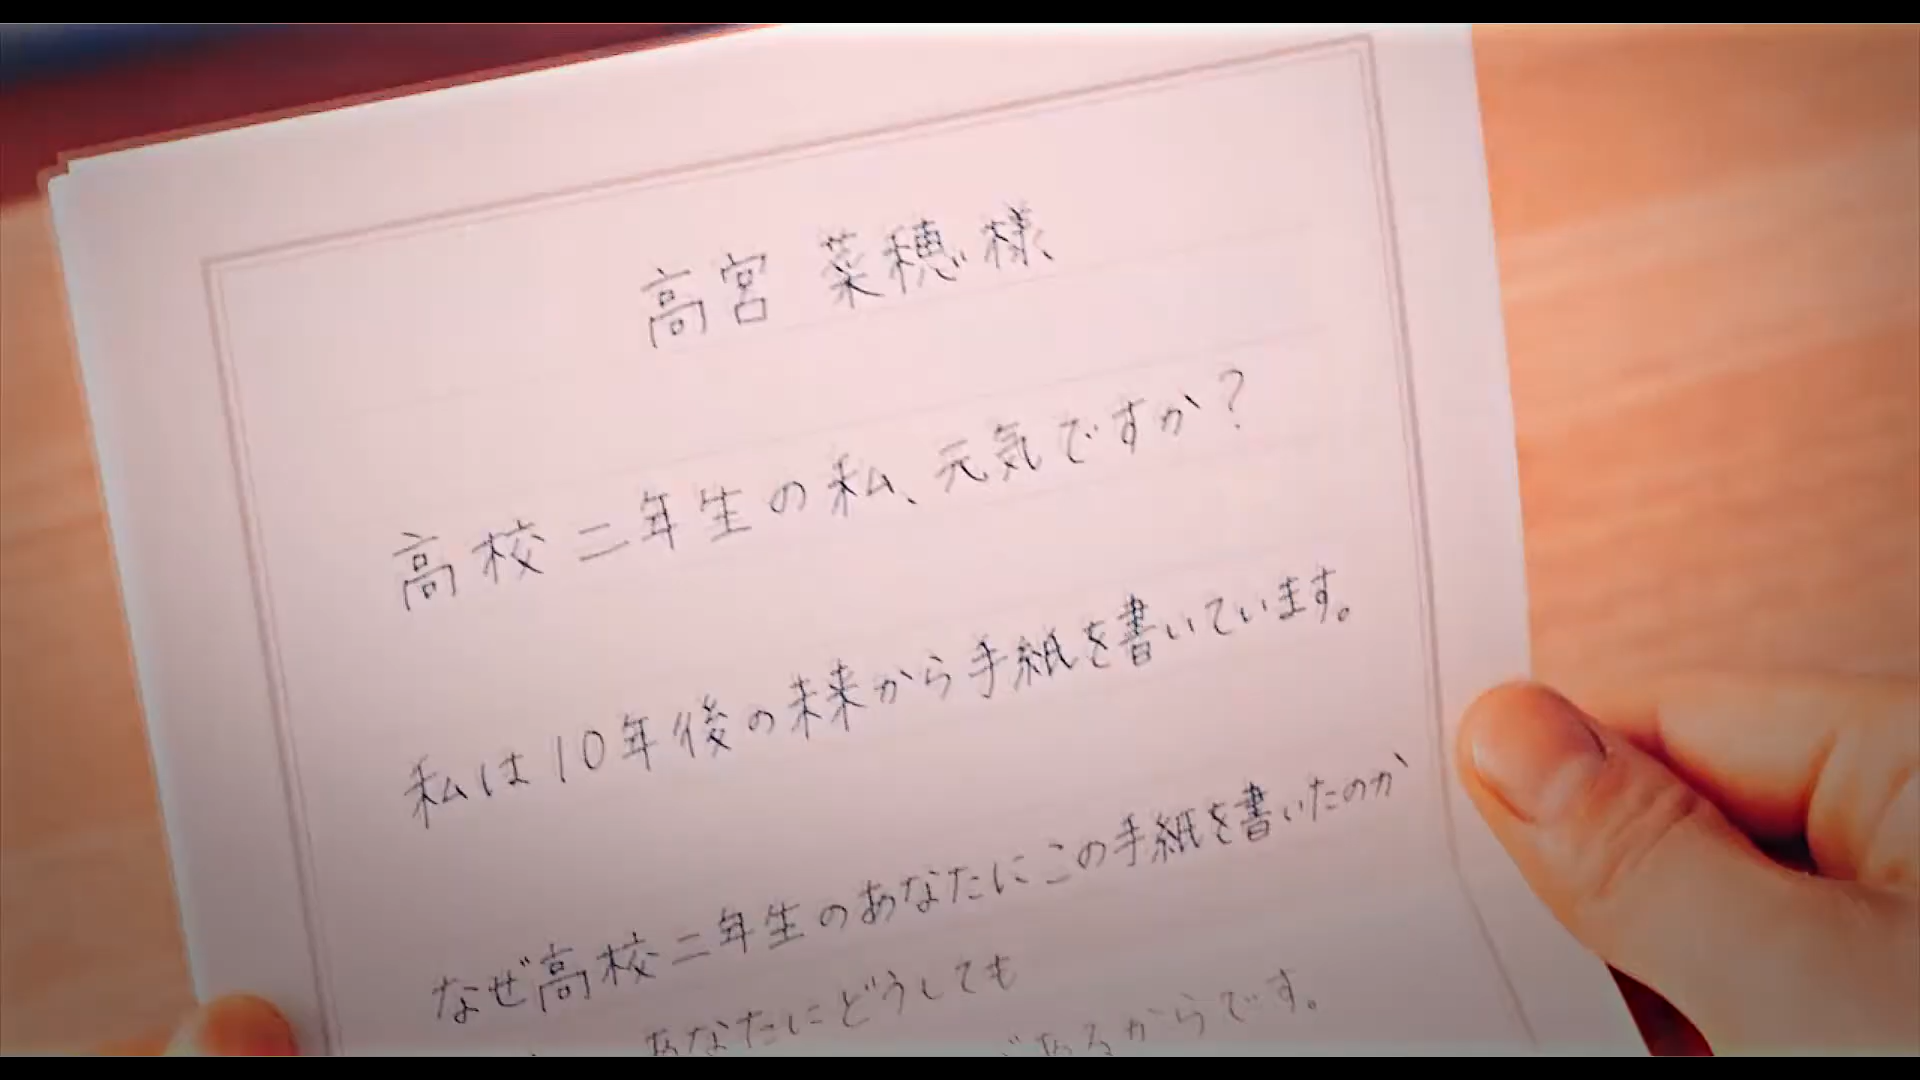 高宮 菜穂 様
高校二年生の私、元気ですか?
私は10年後の未来から手紙を書いています。
なぜ高校二年生のあなたにこの手紙を書いたのか
あなたにどうしても
があるからです。